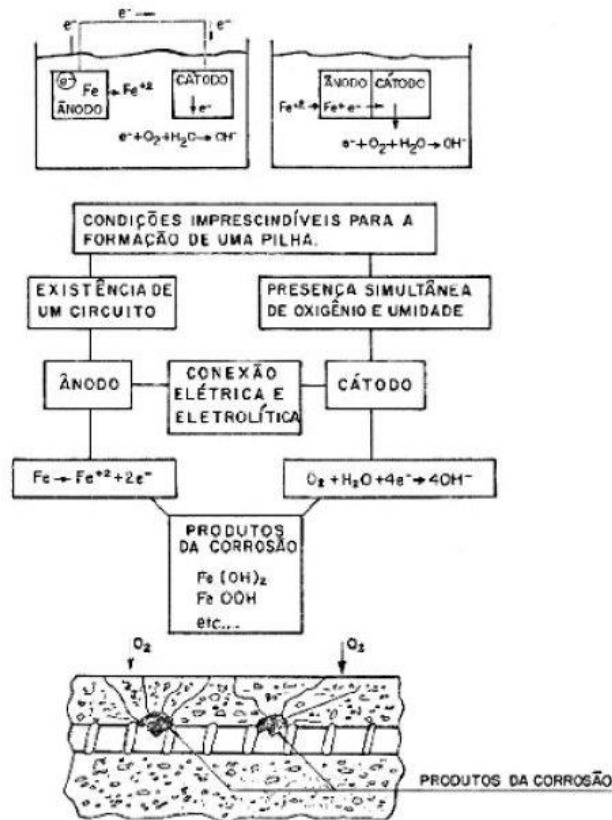 e⁻ e⁻ → e⁻
e⁻ Fe → Fe⁺²
ÂNODO
CÁTODO
e⁻
e⁻+O₂+H₂O→OH⁻
ÂNODO CÁTODO
Fe⁺² Fe+ e⁻ →
e⁻+O₂+H₂O→OH⁻
CONDIÇÕES IMPRESCINDÍVEIS PARA A
FORMAÇÃO DE UMA PILHA.
EXISTÊNCIA DE
UM CIRCUITO
PRESENÇA SIMULTÂNEA
DE OXIGÊNIO E UMIDADE
ÂNODO
CONEXÃO
ELÉTRICA E
ELETROLÍTICA
CÁTODO
Fe→Fe⁺²+2e⁻
O₂+H₂O+4e⁻→4OH⁻
PRODUTOS
DA CORROSÃO
Fe (OH)₂
Fe OOH
etc....
O₂ O₂
PRODUTOS DA CORROSÃO